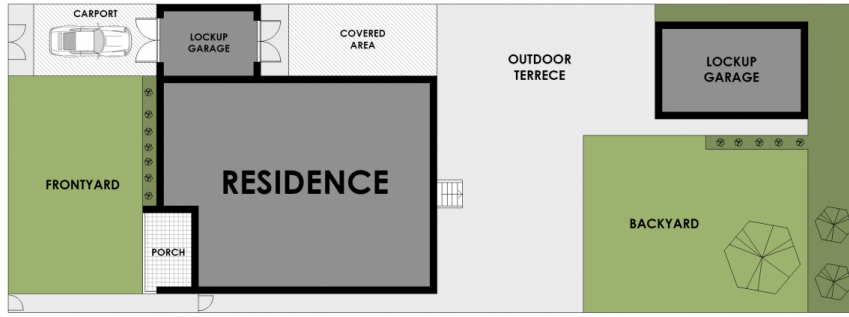 CARPORT
LOCKUP
GARAGE
COVERED
AREA
OUTDOOR
TERRECE
LOCKUP
GARAGE
FRONTYARD
RESIDENCE
BACKYARD
PORCH